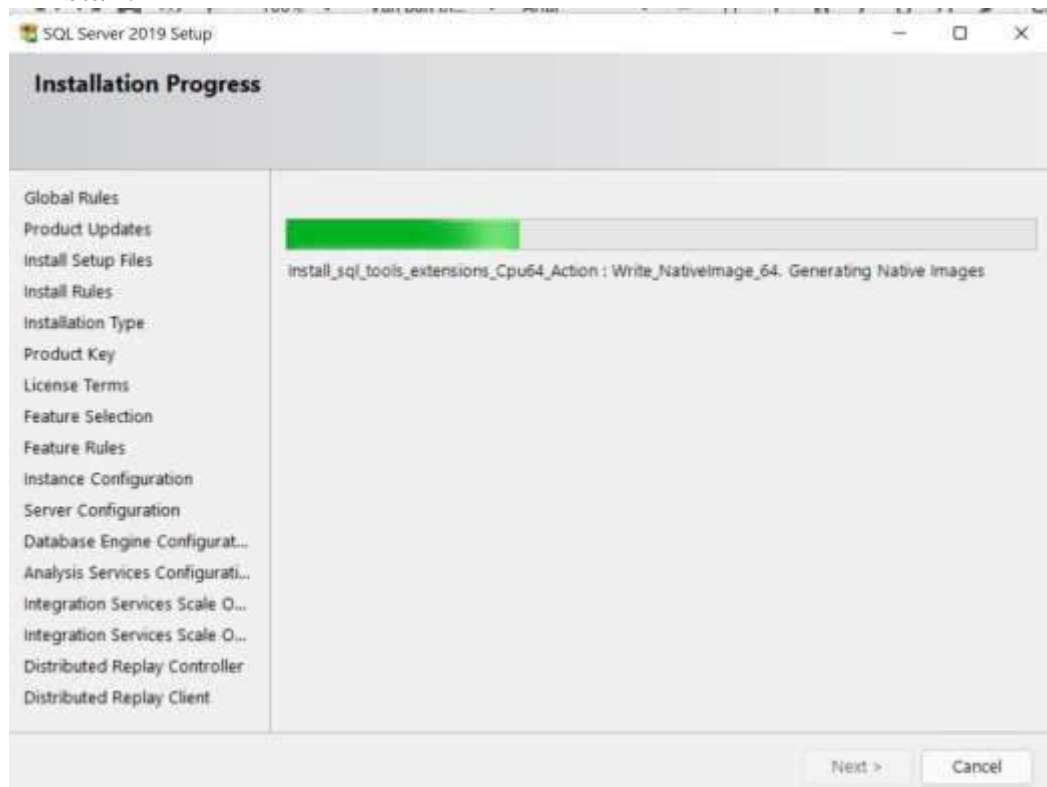 SQL Server 2019 Setup
Installation Progress
Global Rules
Product Updates
Install Setup Files
Install Rules
Installation Type
Product Key
License Terms
Feature Selection
Feature Rules
Instance Configuration
Server Configuration
Database Engine Configurat...
Analysis Services Configurati...
Integration Services Scale O...
Integration Services Scale O...
Distributed Replay Controller
Distributed Replay Client
Install_sql_tools_extensions_Cpu64_Action : Write_NativeImage_64. Generating Native Images
Next >
Cancel